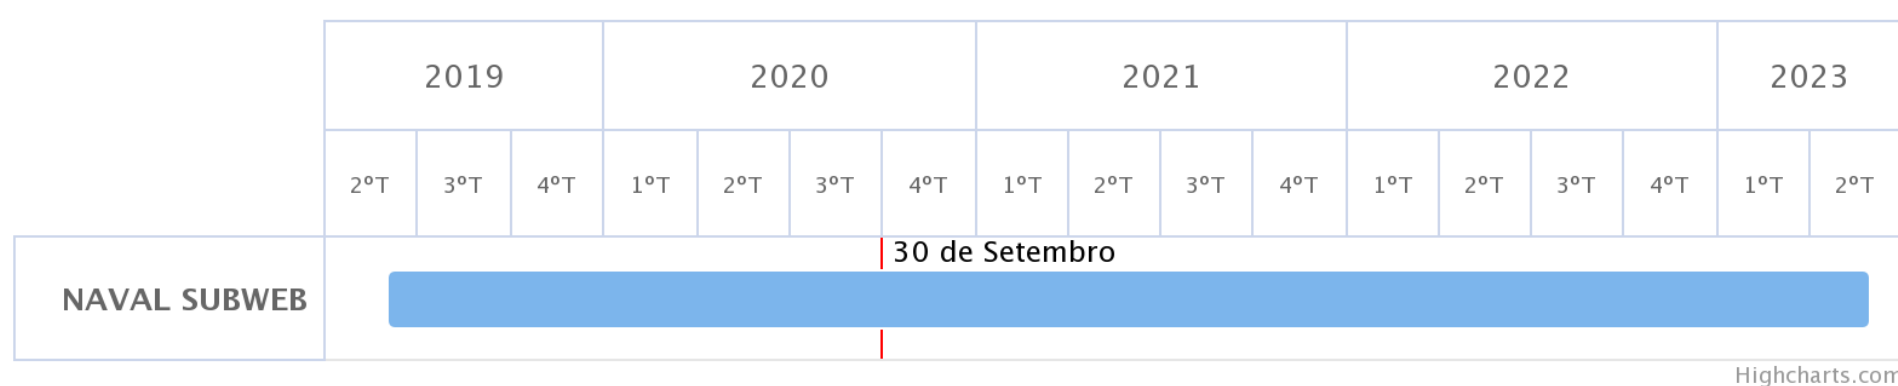 2019 2020 2021 2022 2023
2ºT 3ºT 4ºT 1ºT 2ºT 3ºT 4ºT 1ºT 2ºT 3ºT 4ºT 1ºT 2ºT 3ºT 4ºT 1ºT 2ºT
30 de Setembro
NAVAL SUBWEB
Highcharts.com